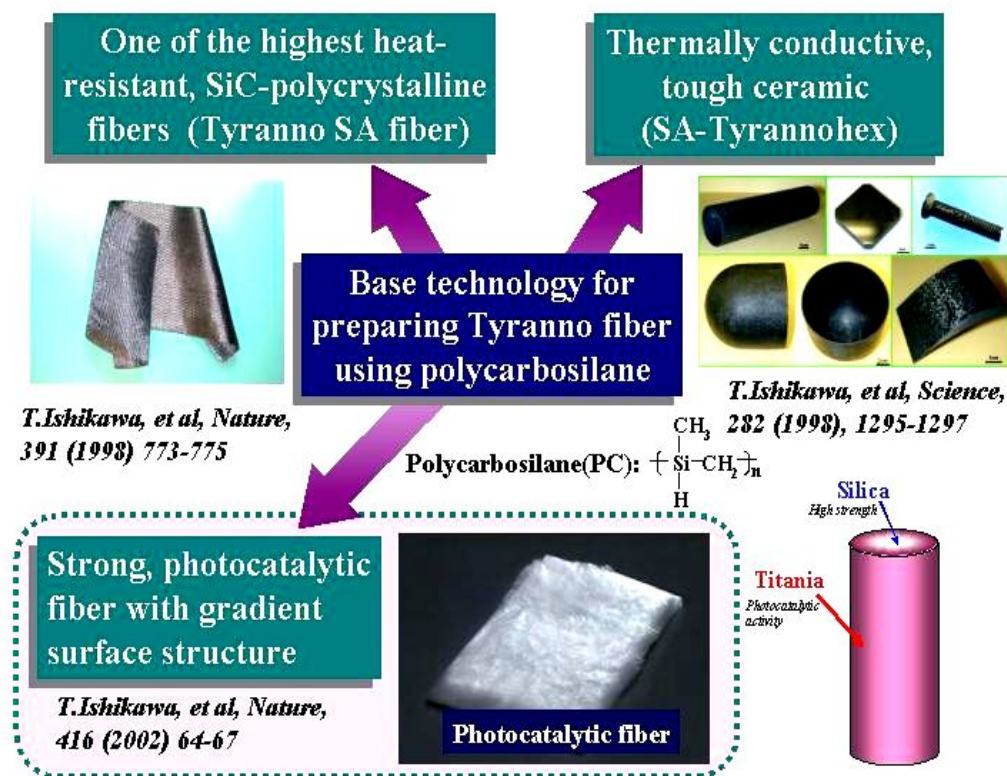 One of the highest heat-
resistant, SiC-polycrystalline
fibers (Tyranno SA fiber)
Thermally conductive,
tough ceramic
(SA-Tyrannohex)
Base technology for
preparing Tyranno fiber
using polycarbosilane
T.Ishikawa, et al, Nature,
391 (1998) 773-775
T.Ishikawa, et al, Science,
282 (1998), 1295-1297
Polycarbosilane(PC):
CH3
Si
CH2
n
H
Strong, photocatalytic
fiber with gradient
surface structure
T.Ishikawa, et al, Nature,
416 (2002) 64-67
Photocatalytic fiber
Silica
High strength
Titania
Photocatalytic
activity